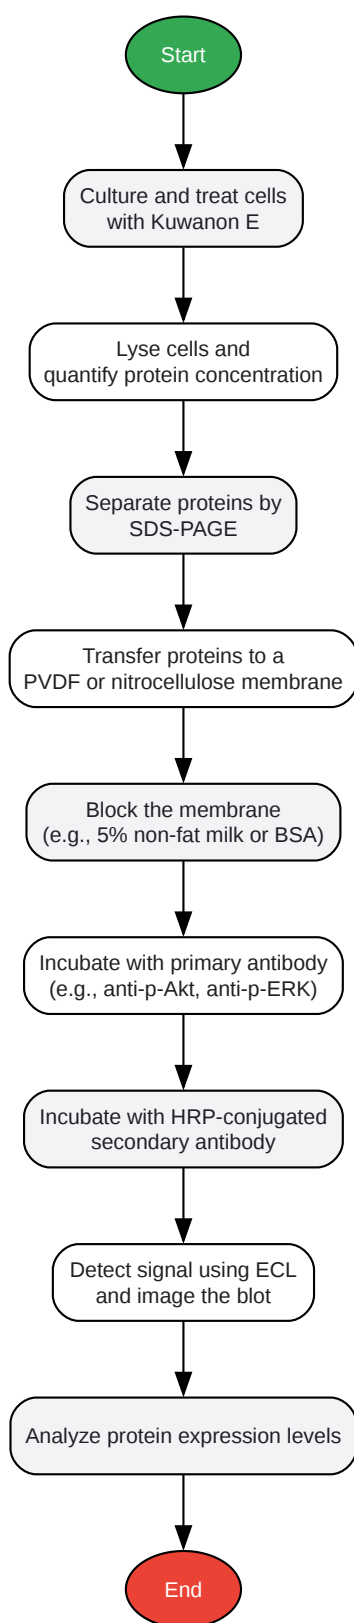 Start
Culture and treat cells
with Kuwanon E
Lyse cells and
quantify protein concentration
Separate proteins by
SDS-PAGE
Transfer proteins to a
PVDF or nitrocellulose membrane
Block the membrane
(e.g., 5% non-fat milk or BSA)
Incubate with primary antibody
(e.g., anti-p-Akt, anti-p-ERK)
Incubate with HRP-conjugated
secondary antibody
Detect signal using ECL
and image the blot
Analyze protein expression levels
End